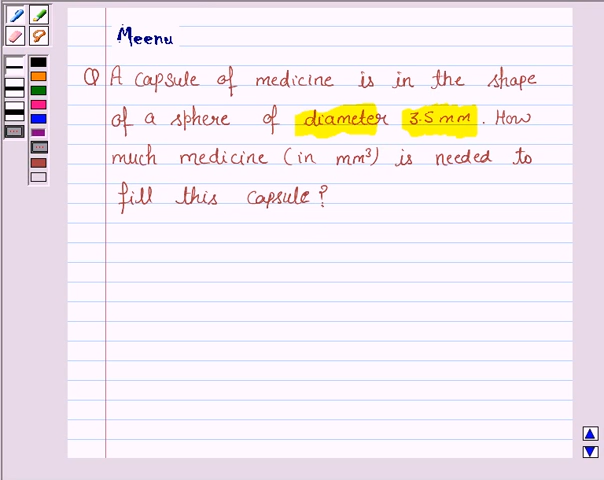 Meenu
Q A capsule of medicine is in the shape
of a sphere of diameter 3.5 mm. How
much medicine (in mm³) is needed to
fill this capsule?